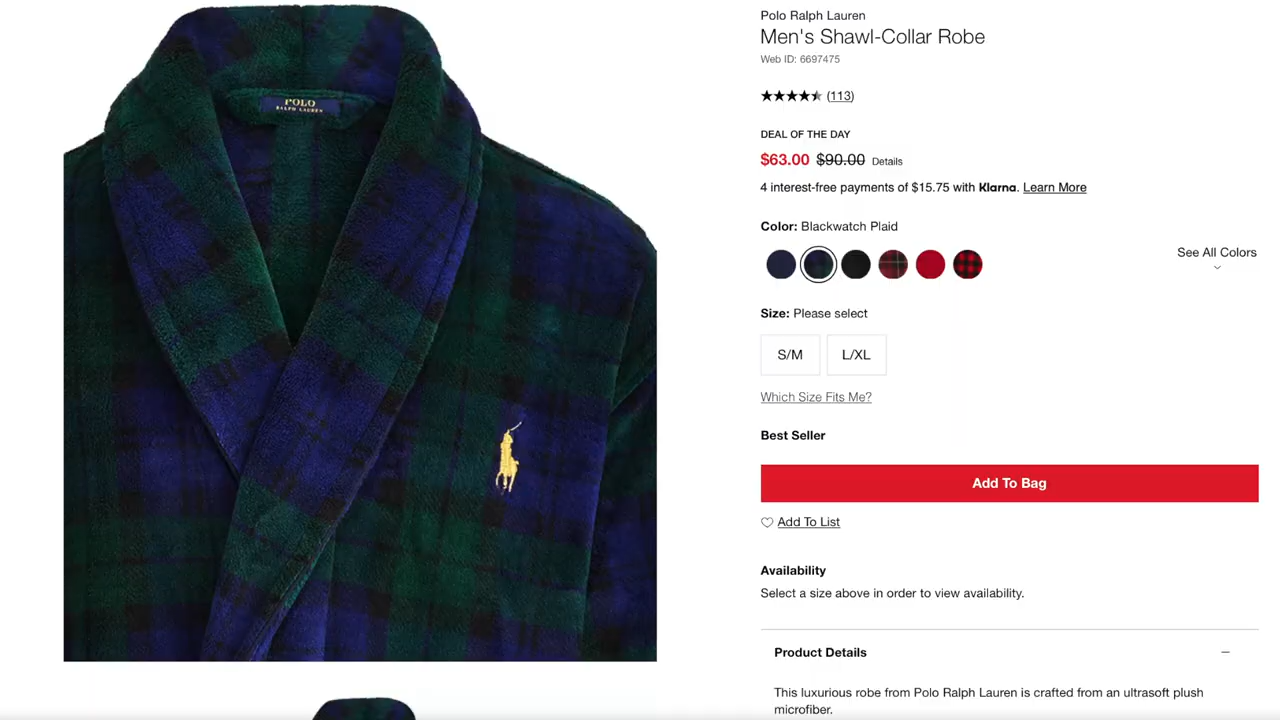 POLO
RALPH LAUREN
Polo Ralph Lauren
Men's Shawl-Collar Robe
Web ID: 6697475
(113)
DEAL OF THE DAY
$63.00 $90.00 Details
4 interest-free payments of $15.75 with Klarna. Learn More
Color: Blackwatch Plaid
See All Colors
Size: Please select
S/M L/XL
Which Size Fits Me?
Best Seller
Add To Bag
Add To List
Availability
Select a size above in order to view availability.
Product Details
This luxurious robe from Polo Ralph Lauren is crafted from an ultrasoft plush
microfiber.